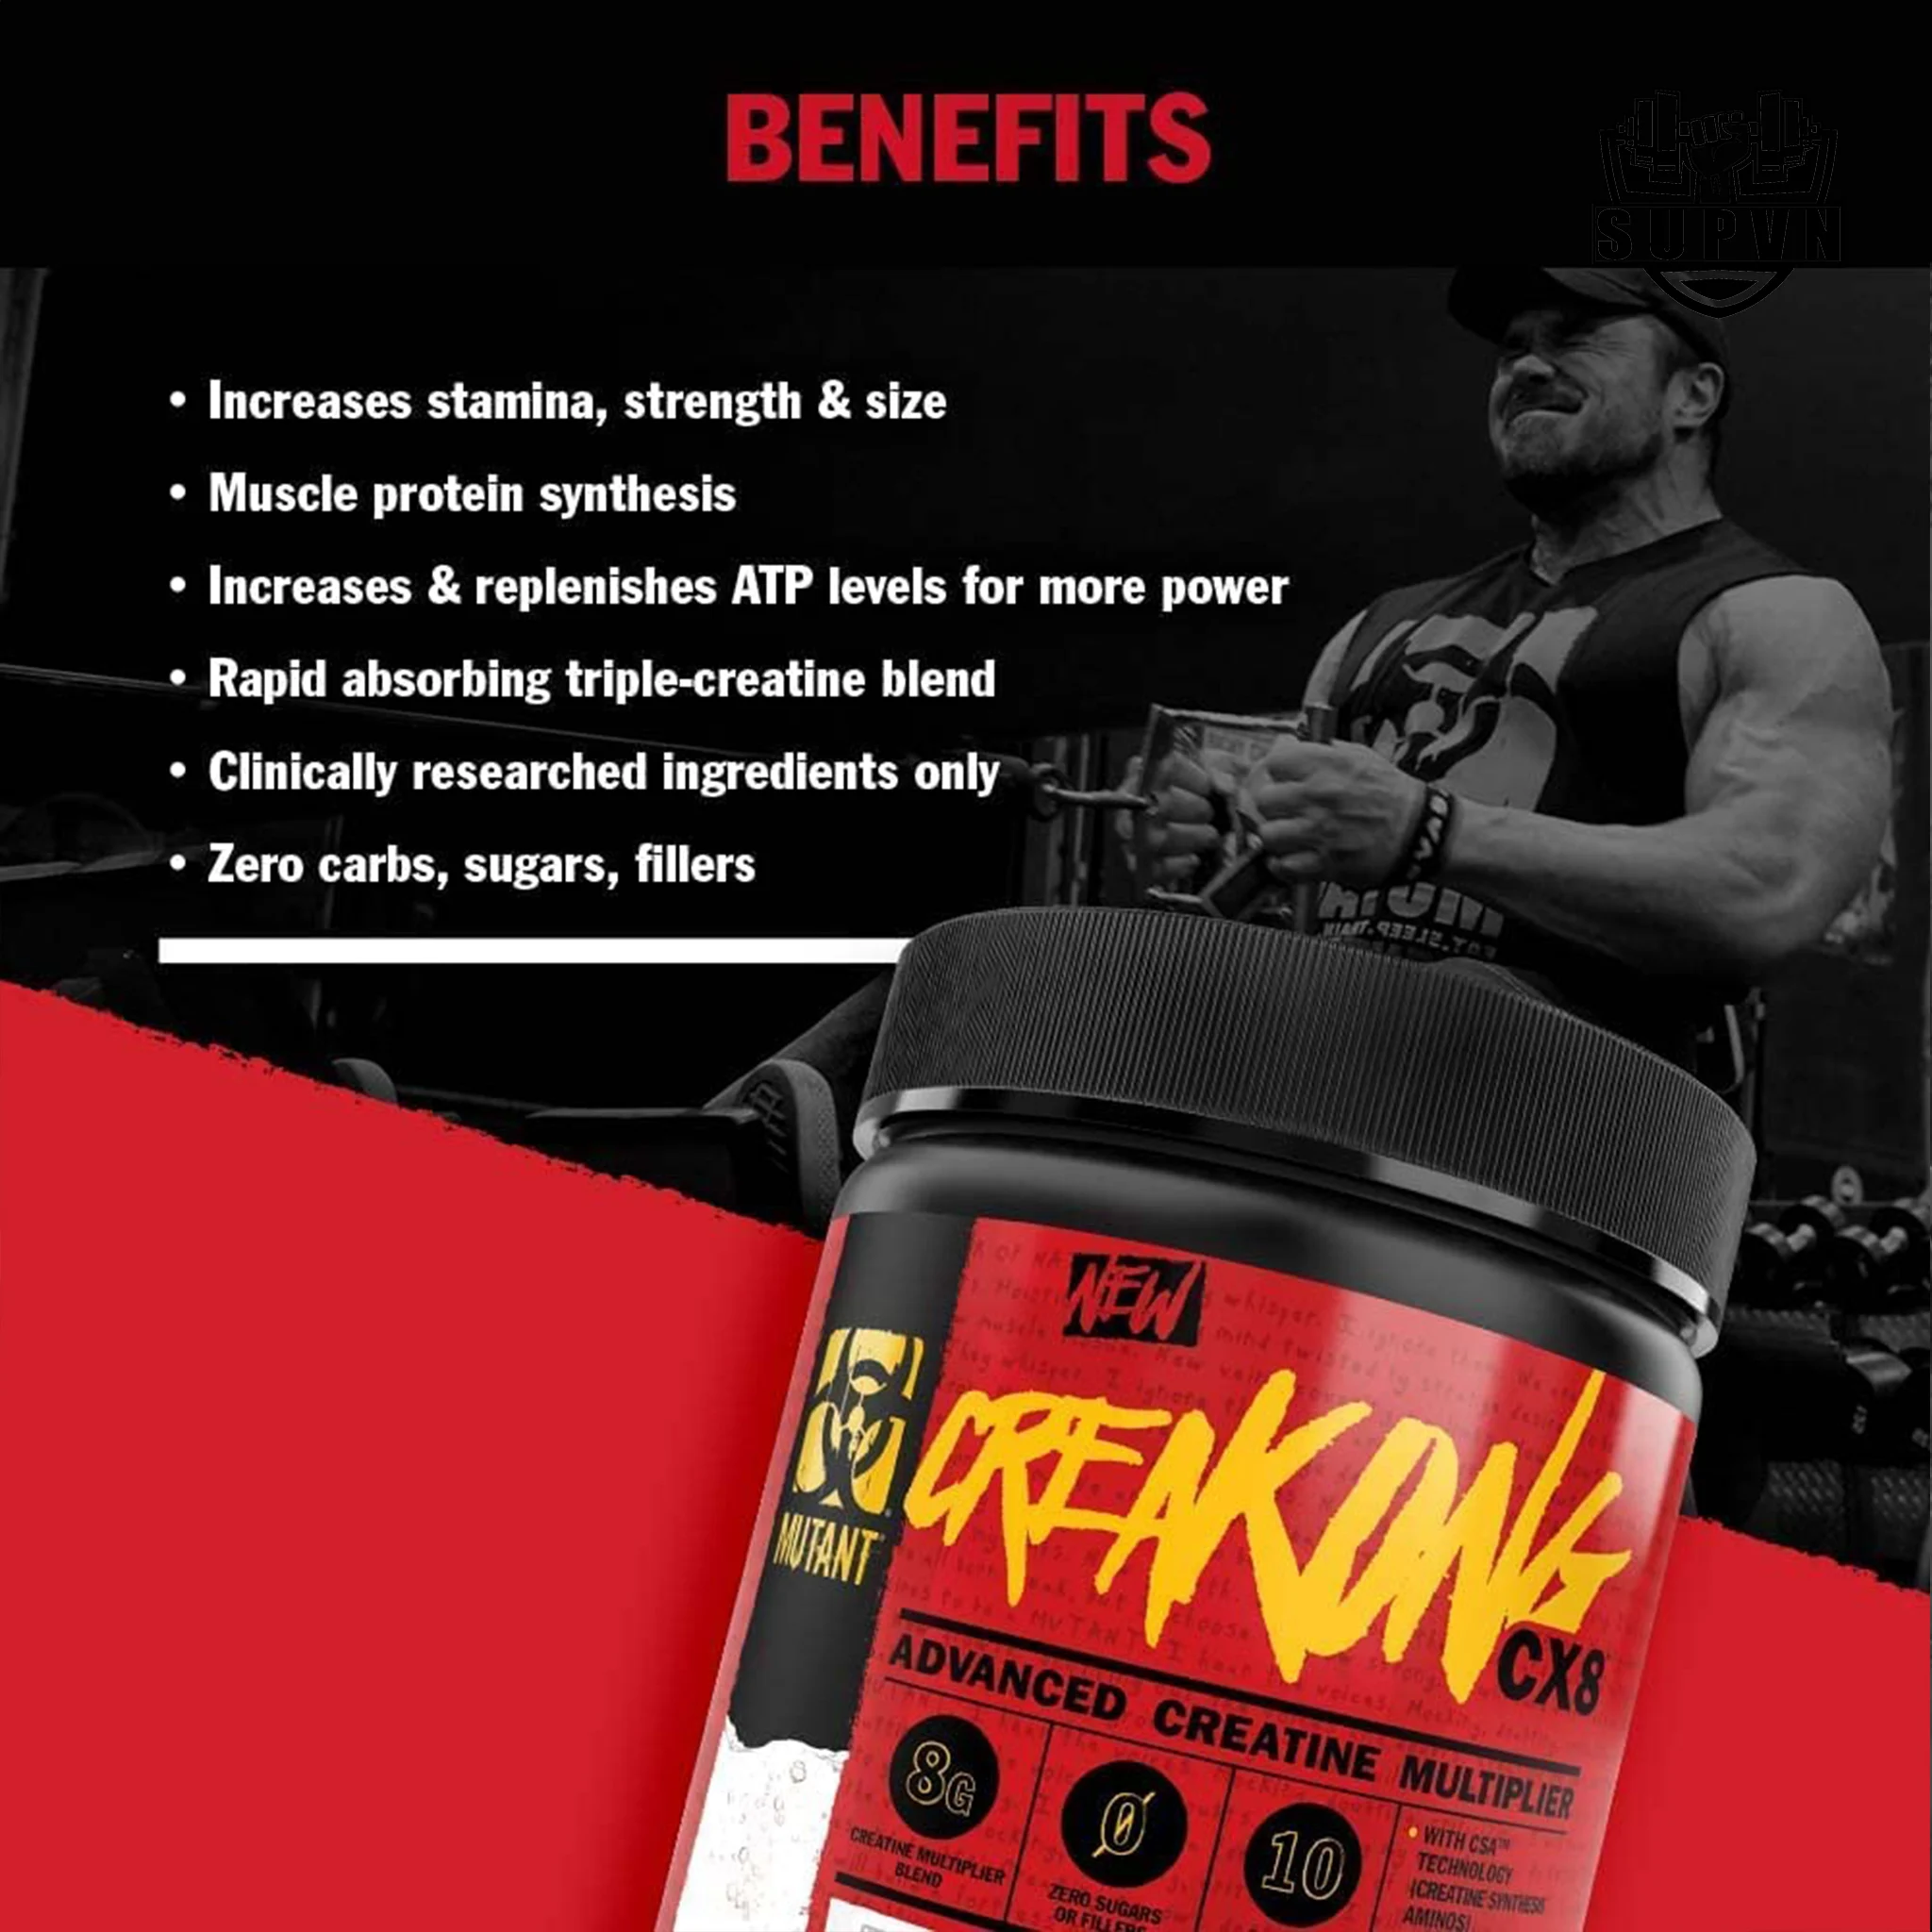 BENEFITS
SUPVN
• Increases stamina, strength & size
• Muscle protein synthesis
• Increases & replenishes ATP levels for more power
• Rapid absorbing triple-creatine blend
• Clinically researched ingredients only
• Zero carbs, sugars, fillers
NEW
CREAKONG
CX8
MUTANT
ADVANCED CREATINE MULTIPLIER
8G
CREATINE MULTIPLIER
BLEND
0
ZERO SUGARS
OR FILLERS
10
• WITH CSA™
TECHNOLOGY
(CREATINE SYNTHESIS
AMINOS)